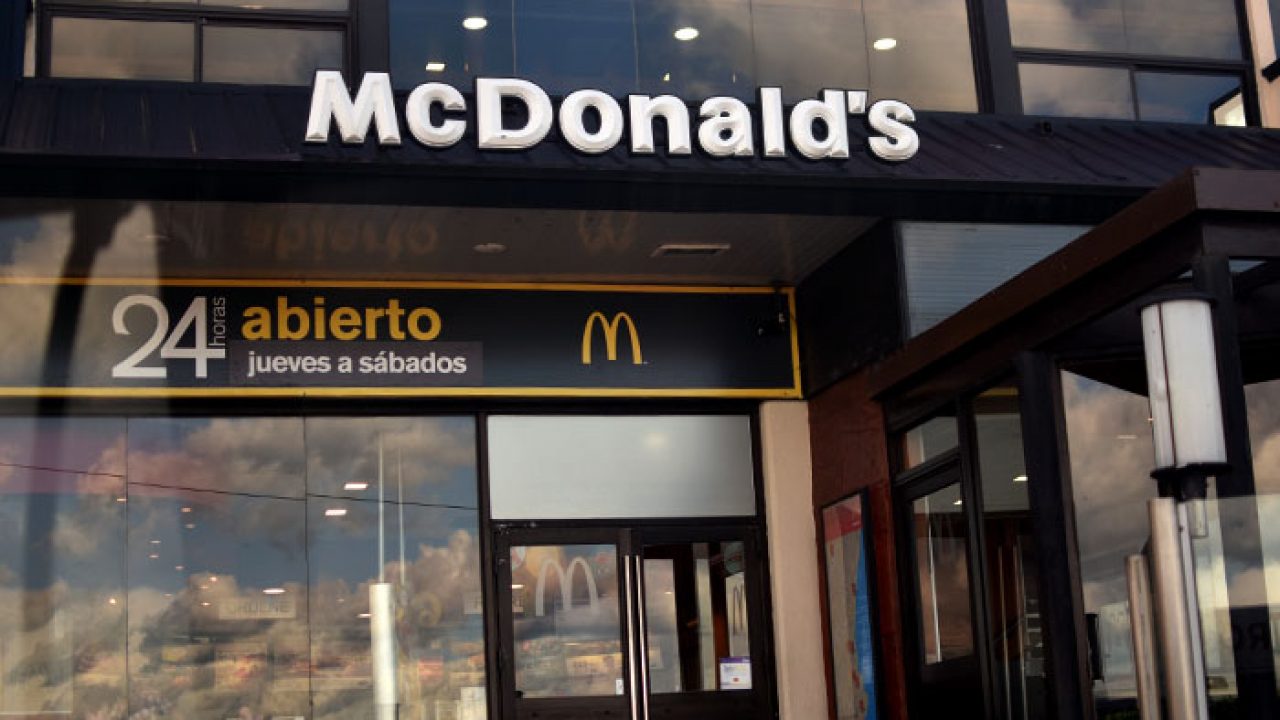 McDonald's
24 horas abierto
jueves a sábados